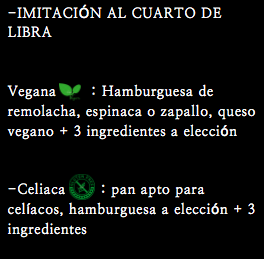 -IMITACIÓN AL CUARTO DE
LIBRA
Vegana : Hamburguesa de
remolacha, espinaca o zapallo, queso
vegano + 3 ingredientes a elección
-Celiaca : pan apto para
celíacos, hamburguesa a elección + 3
ingredientes